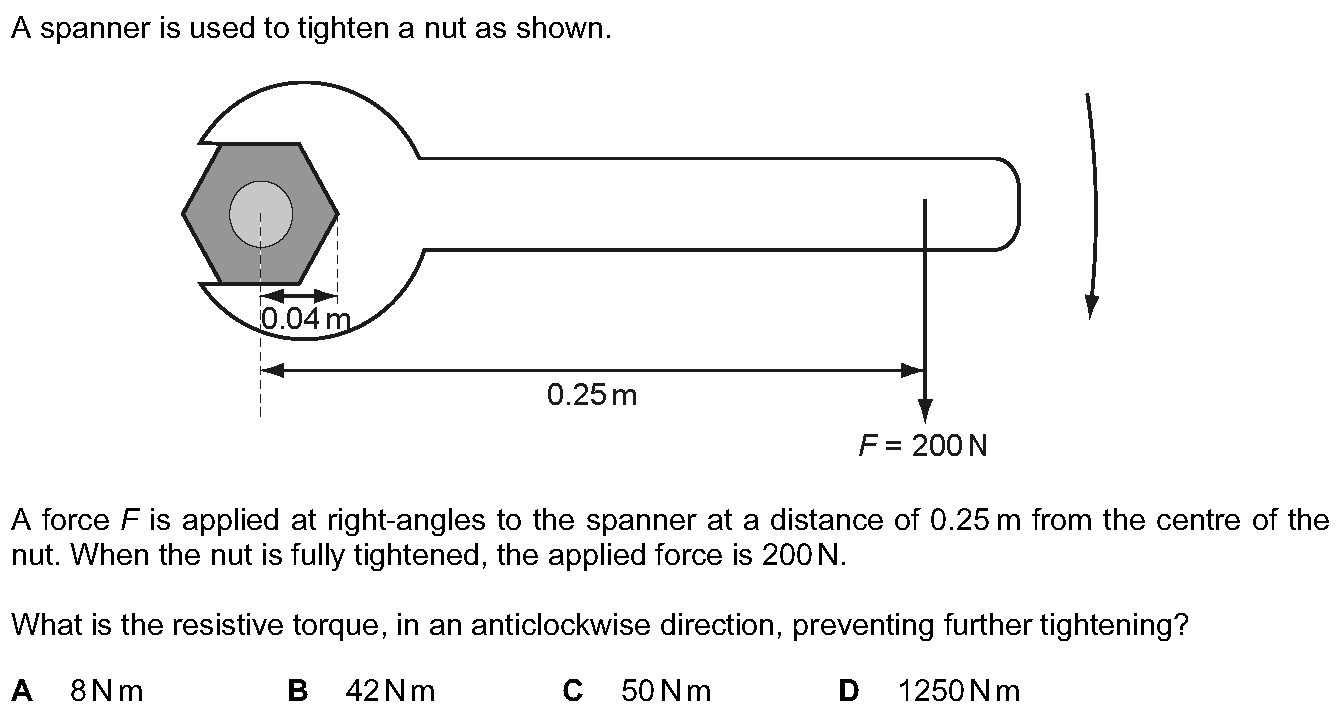 A spanner is used to tighten a nut as shown.
0.04 m
0.25 m
F = 200 N
A force F is applied at right-angles to the spanner at a distance of 0.25 m from the centre of the
nut. When the nut is fully tightened, the applied force is 200 N.
What is the resistive torque, in an anticlockwise direction, preventing further tightening?
A 8 N m B 42 N m C 50 N m D 1250 N m